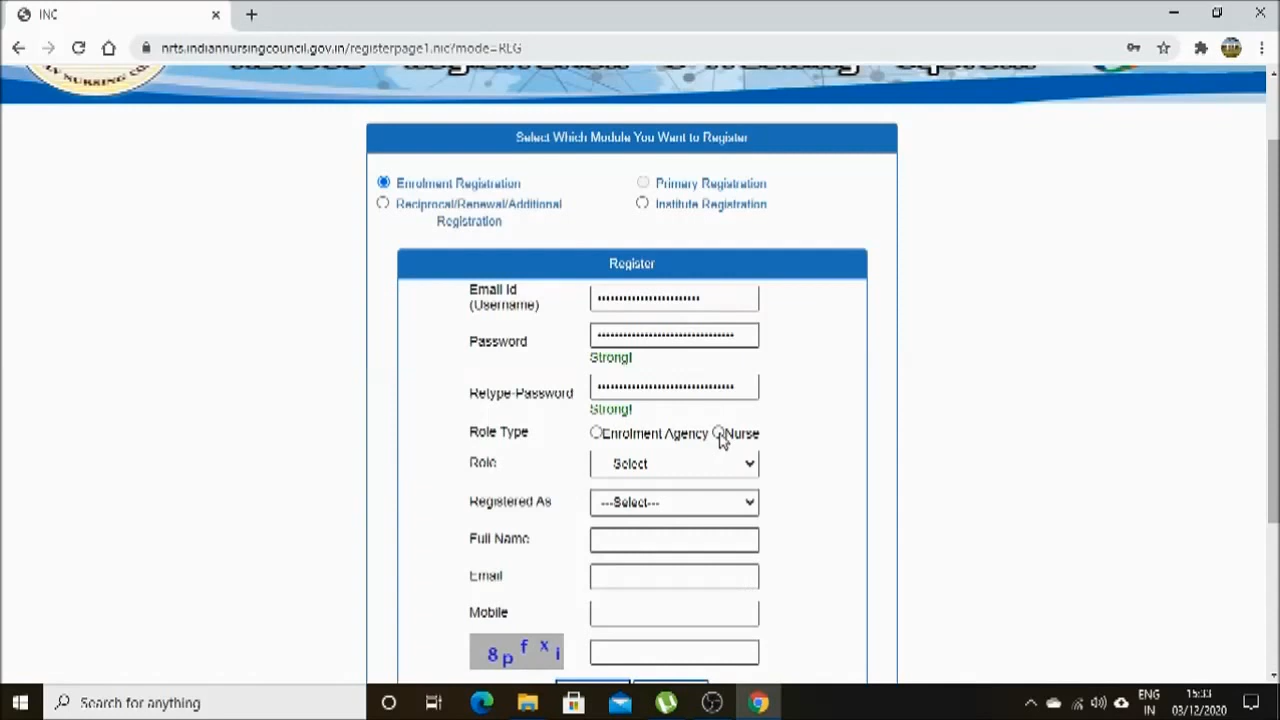 INC
nrts.indiannursingcouncil.gov.in/registerpage1.nic/mode=RLG
Select Which Module You Want to Register
Enrolment Registration
Primary Registration
Reciprocal/Renewal/Additional
Registration
Institute Registration
Register
Email Id
(Username)
Password
Strong!
Retype-Password
Strong!
Role Type
Enrolment Agency
Nurse
Role
Select
Registered As
---Select---
Full Name
Email
Mobile
8pfxi
Search for anything
ENG
IN
15:33
03/12/2020